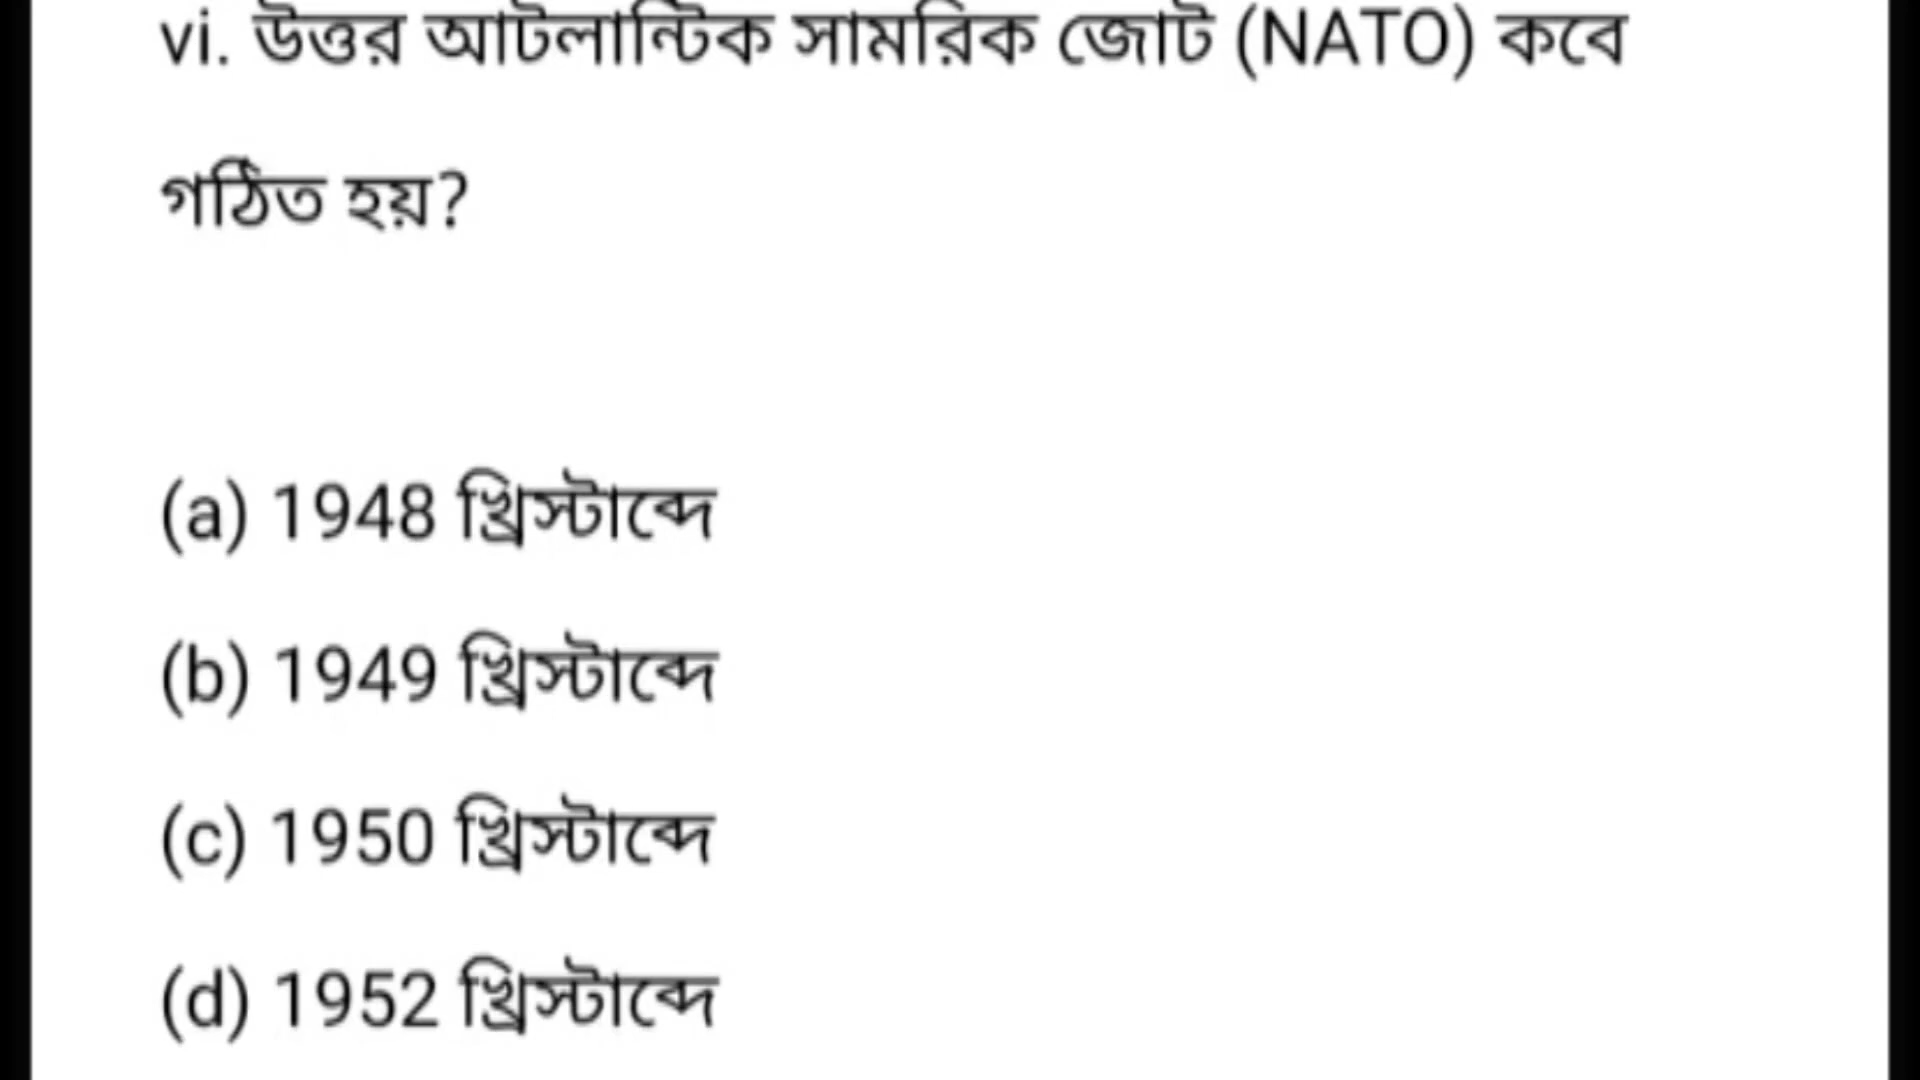 vi. উত্তর আটলান্টিক সামরিক জোট (NATO) কবে
গঠিত হয়?
(a) 1948 খ্রিস্টাব্দে
(b) 1949 খ্রিস্টাব্দে
(c) 1950 খ্রিস্টাব্দে
(d) 1952 খ্রিস্টাব্দে